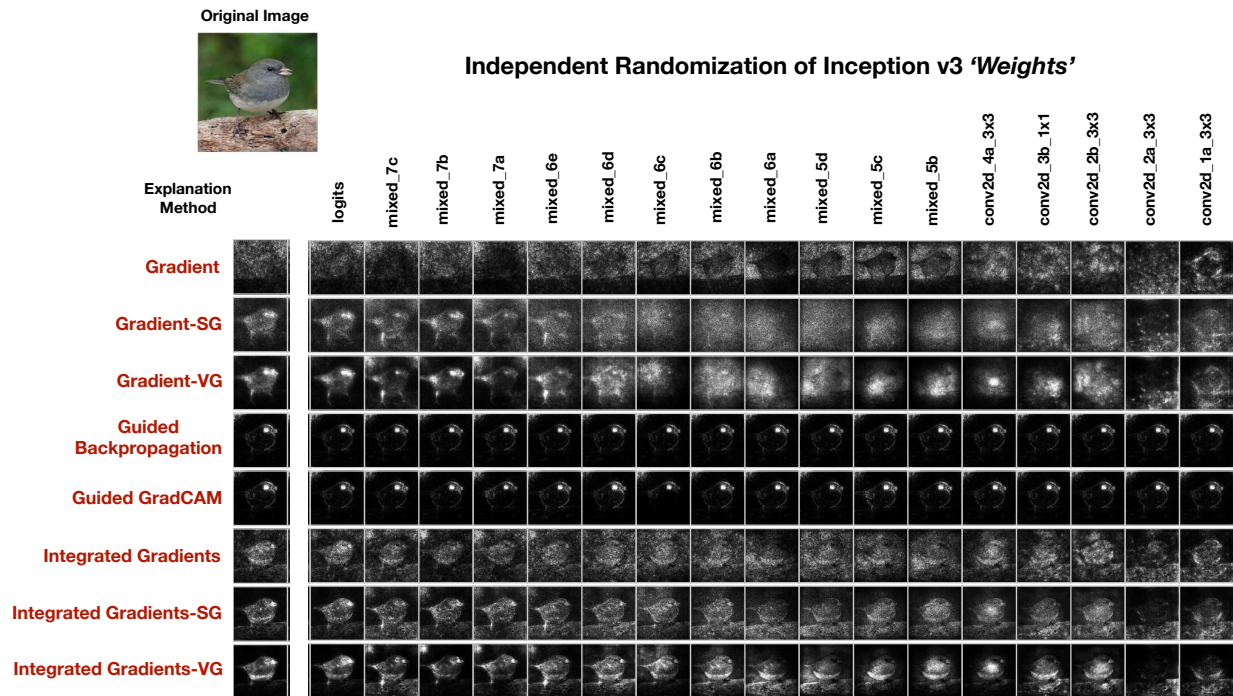 Original Image
Independent Randomization of Inception v3 'Weights'
Explanation
Method
logits
mixed_7c
mixed_7b
mixed_7a
mixed_6e
mixed_6d
mixed_6c
mixed_6b
mixed_6a
mixed_5d
mixed_5c
mixed_5b
conv2d_4a_3x3
conv2d_3b_1x1
conv2d_2b_3x3
conv2d_2a_3x3
conv2d_1a_3x3
Gradient
Gradient-SG
Gradient-VG
Guided
Backpropagation
Guided GradCAM
Integrated Gradients
Integrated Gradients-SG
Integrated Gradients-VG